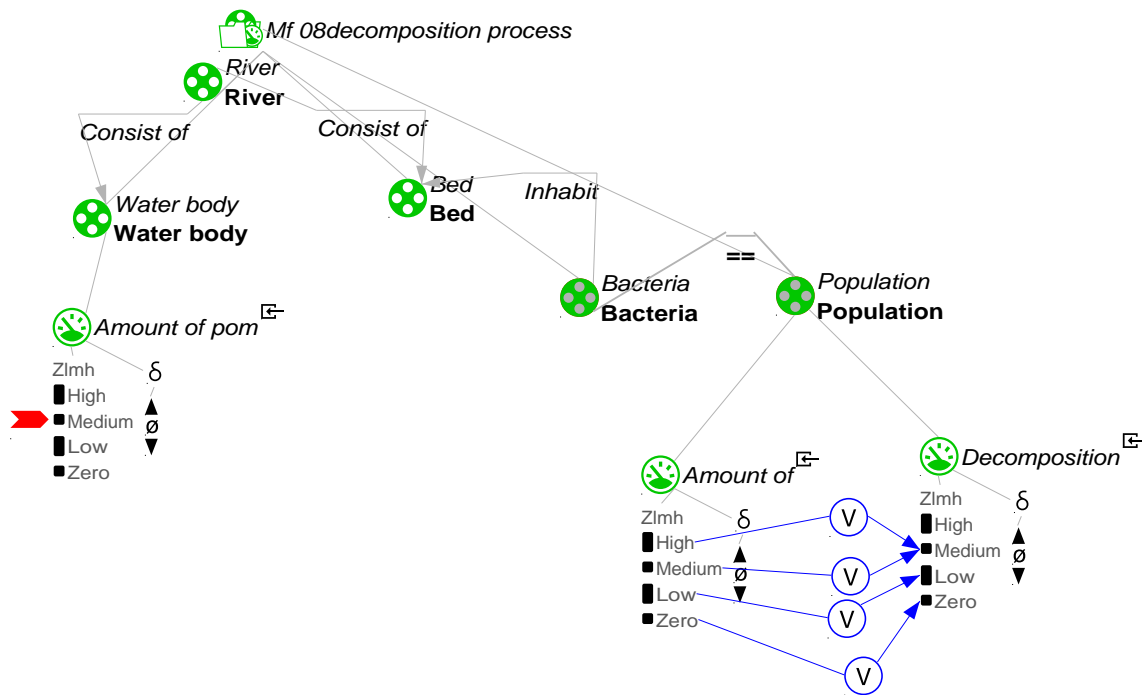 Mf 08decomposition process
River
River
Consist of
Consist of
Water body
Water body
Bed
Bed
Inhabit
==
Bacteria
Bacteria
Population
Population
Amount of pom
Zlmh
δ
High
Medium
ø
Low
Zero
Amount of
Zlmh
δ
High
Medium
ø
Low
Zero
V
V
V
V
Decomposition
Zlmh
δ
High
Medium
ø
Low
Zero